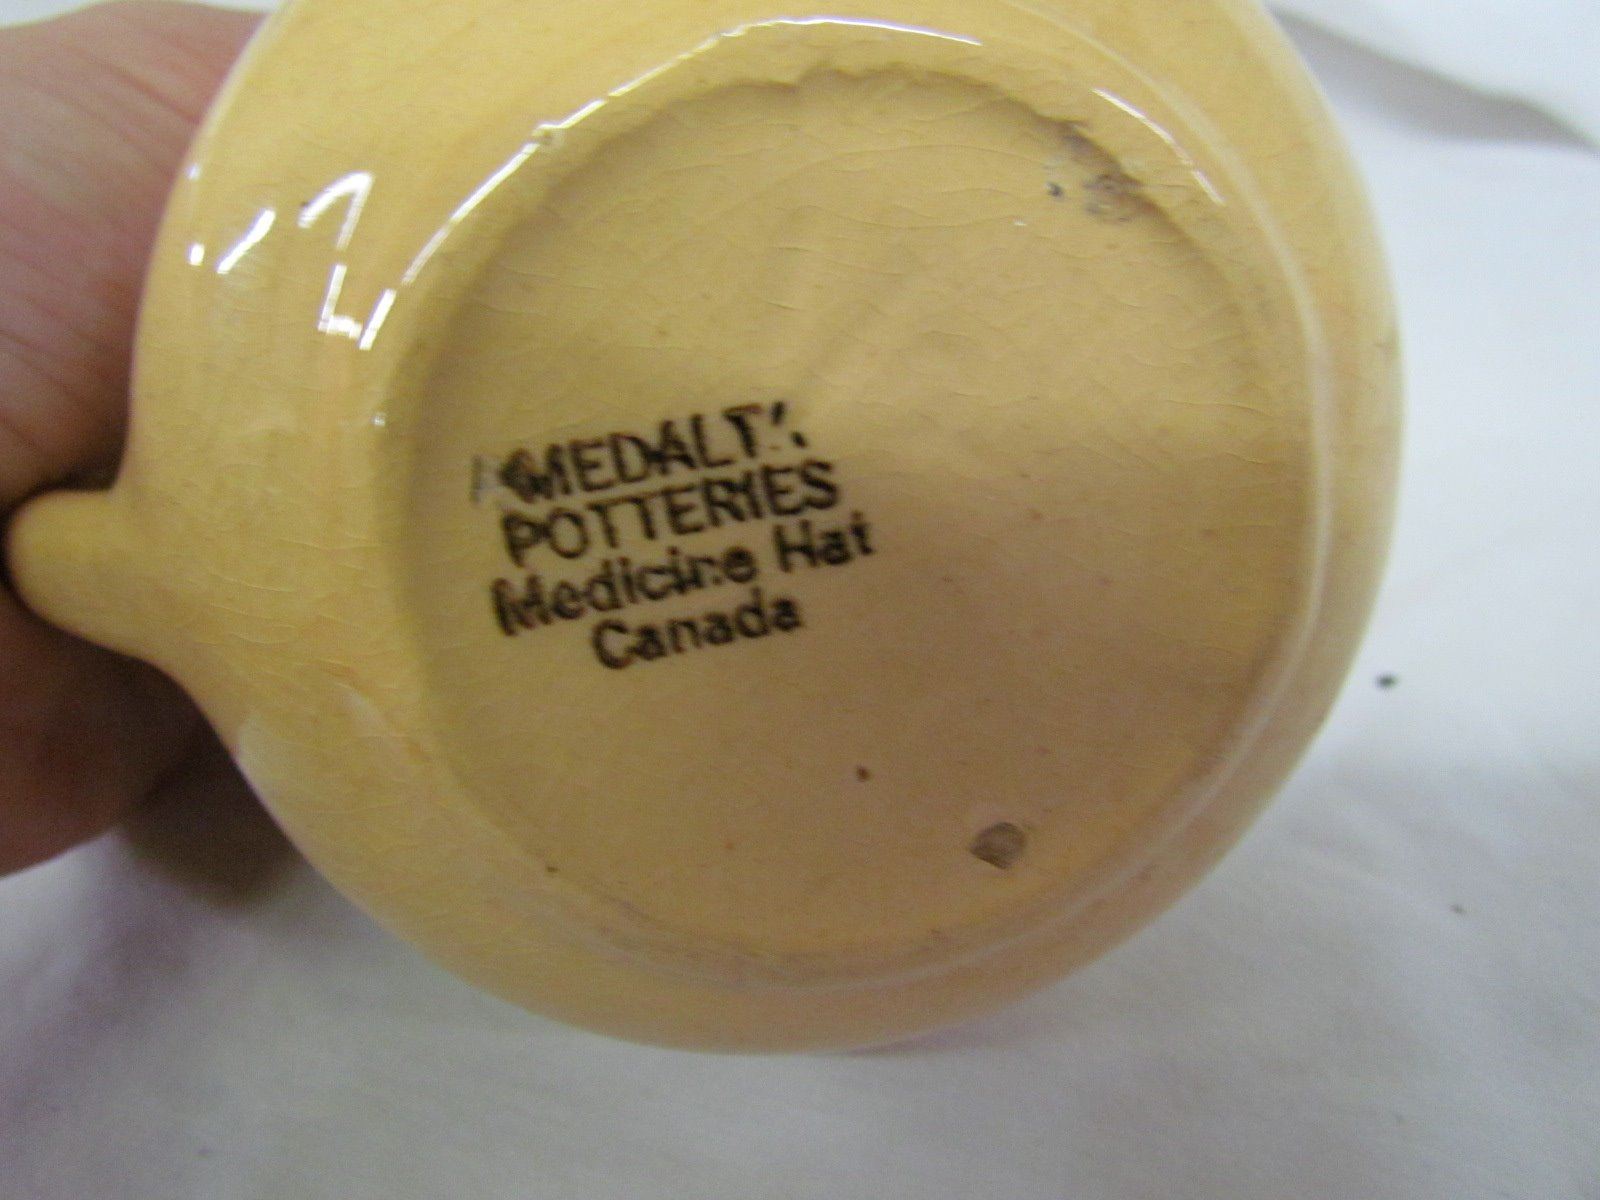 MEDALTA
POTTERIES
Medicine Hat
Canada